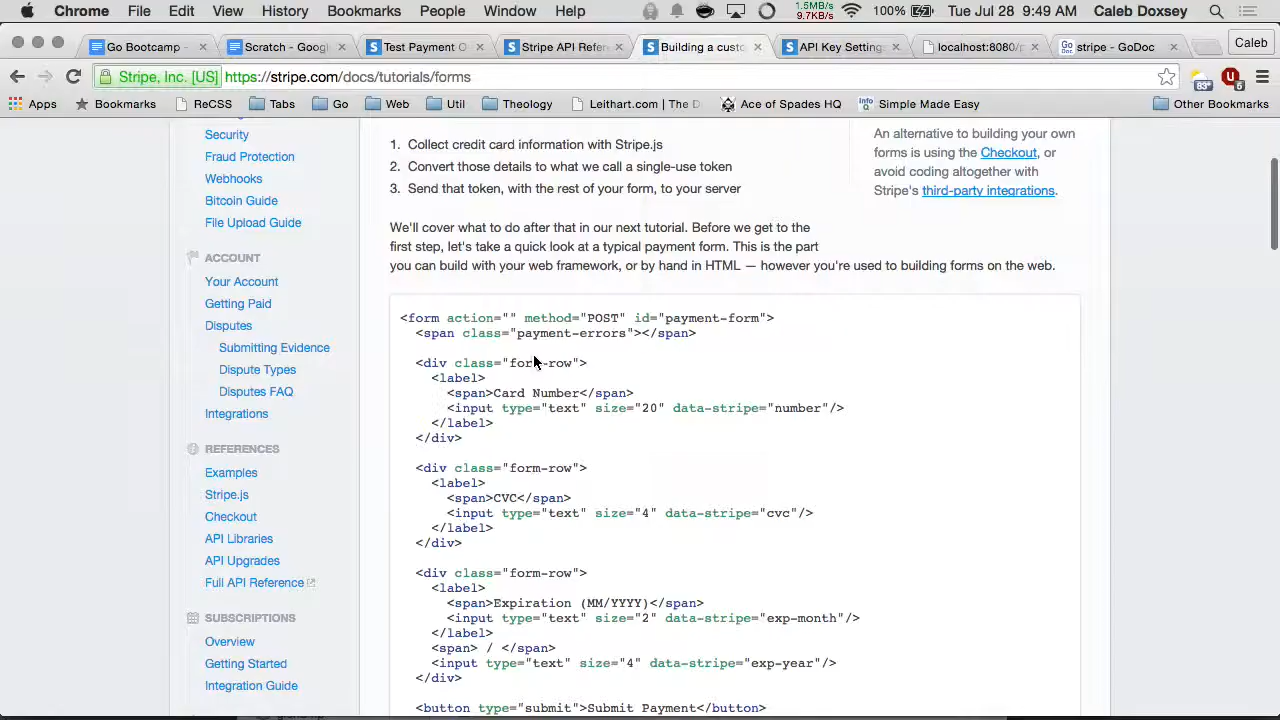 Chrome File Edit View History Bookmarks People Window Help 1.5MB/s 9.7KB/s 100% Tue Jul 28 9:49 AM Caleb Doxsey
Go Bootcamp - Scratch - Googl Test Payment C Stripe API Refer Building a custo API Key Setting localhost:8080/r stripe - GoDoc Caleb
Stripe, Inc. [US] https://stripe.com/docs/tutorials/forms
Apps Bookmarks ReCSS Tabs Go Web Util Theology Leithart.com | The D Ace of Spades HQ Simple Made Easy Other Bookmarks
Security
Fraud Protection
Webhooks
Bitcoin Guide
File Upload Guide
ACCOUNT
Your Account
Getting Paid
Disputes
Submitting Evidence
Dispute Types
Disputes FAQ
Integrations
REFERENCES
Examples
Stripe.js
Checkout
API Libraries
API Upgrades
Full API Reference
SUBSCRIPTIONS
Overview
Getting Started
Integration Guide
1. Collect credit card information with Stripe.js
2. Convert those details to what we call a single-use token
3. Send that token, with the rest of your form, to your server
An alternative to building your own
forms is using the Checkout, or
avoid coding altogether with
Stripe's third-party integrations.
We'll cover what to do after that in our next tutorial. Before we get to the
first step, let's take a quick look at a typical payment form. This is the part
you can build with your web framework, or by hand in HTML — however you're used to building forms on the web.
<form action="" method="POST" id="payment-form">
<span class="payment-errors"></span>
<div class="form-row">
<label>
<span>Card Number</span>
<input type="text" size="20" data-stripe="number"/>
</label>
</div>
<div class="form-row">
<label>
<span>CVC</span>
<input type="text" size="4" data-stripe="cvc"/>
</label>
</div>
<div class="form-row">
<label>
<span>Expiration (MM/YYYY)</span>
<input type="text" size="2" data-stripe="exp-month"/>
</label>
<span> / </span>
<input type="text" size="4" data-stripe="exp-year"/>
</div>
<button type="submit">Submit Payment</button>